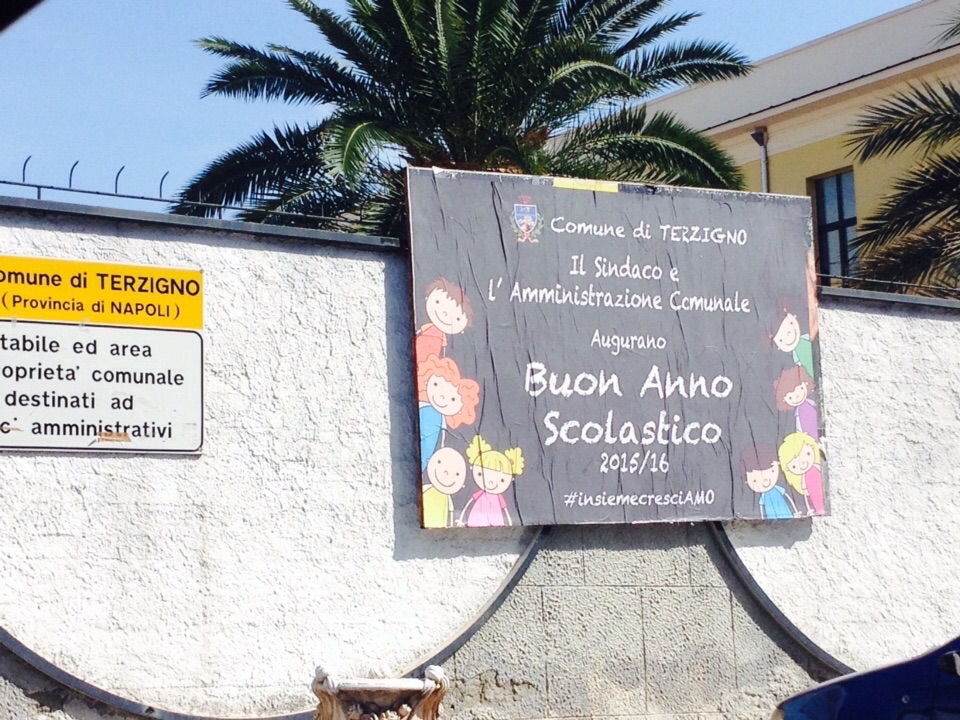 omune di TERZIGNO
( Provincia di NAPOLI )
tabile ed area
oprieta' comunale
destinati ad
amministrativi
Comune di TERZIGNO
Il Sindaco e
L' Amministrazione Comunale
Augurano
Buon Anno
Scolastico
2015/16
#insiemecresciAMO